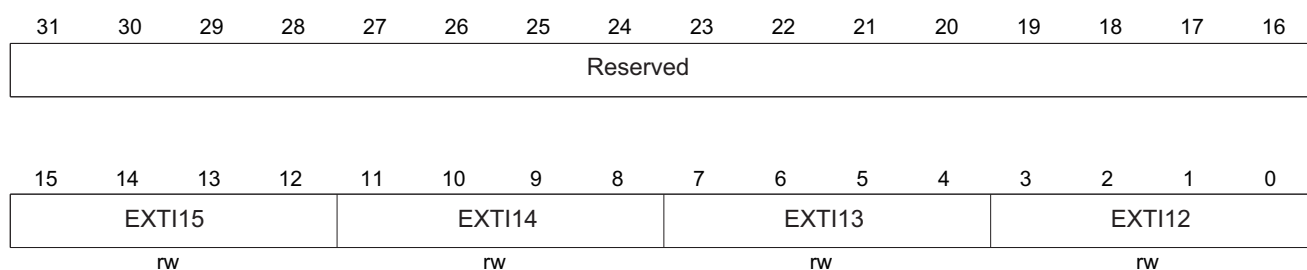 31 30 29 28 27 26 25 24 23 22 21 20 19 18 17 16
Reserved
15 14 13 12 11 10 9 8 7 6 5 4 3 2 1 0
EXTI15 EXTI14 EXTI13 EXTI12
rw rw rw rw